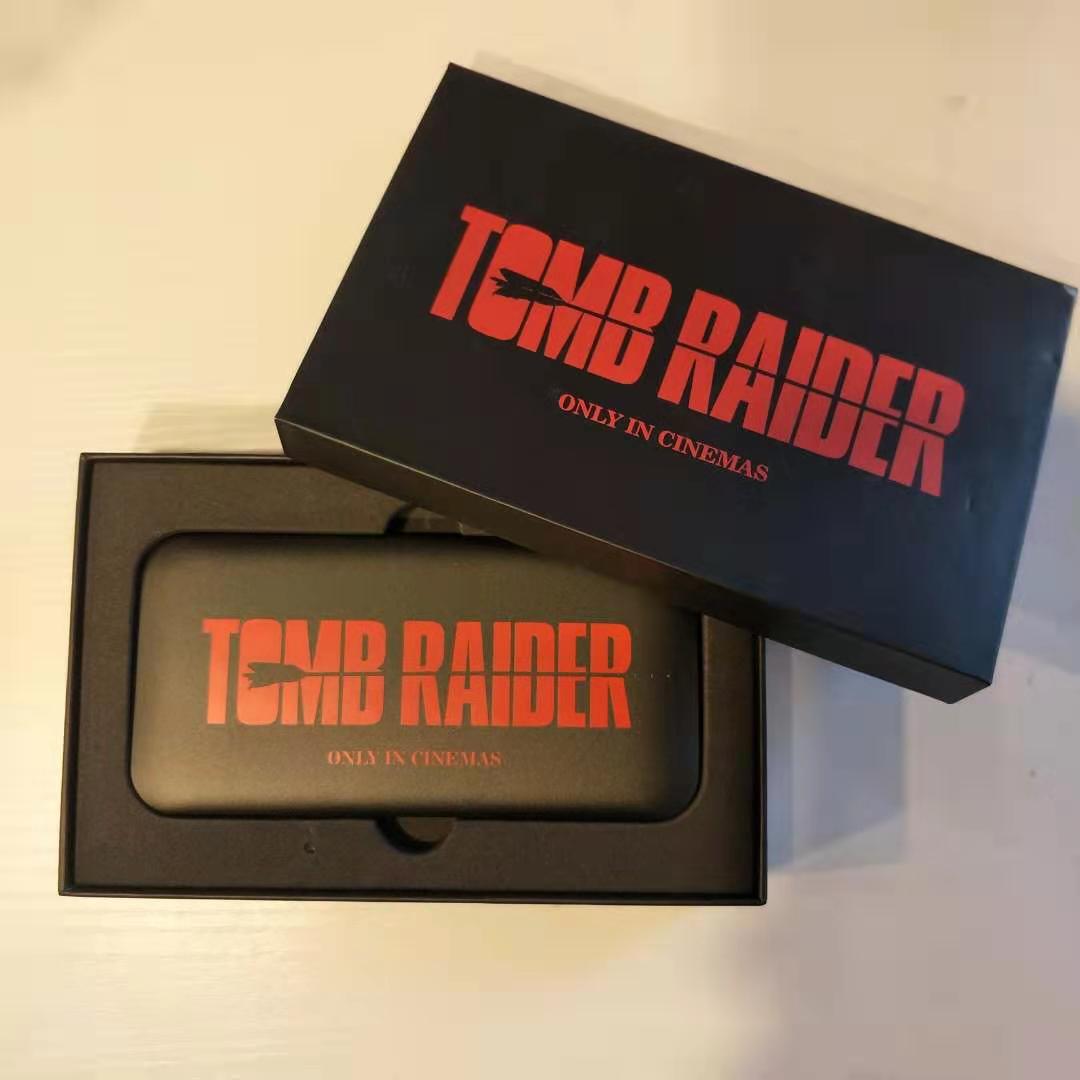 TOMB RAIDER
ONLY IN CINEMAS
TOMB RAIDER
ONLY IN CINEMAS